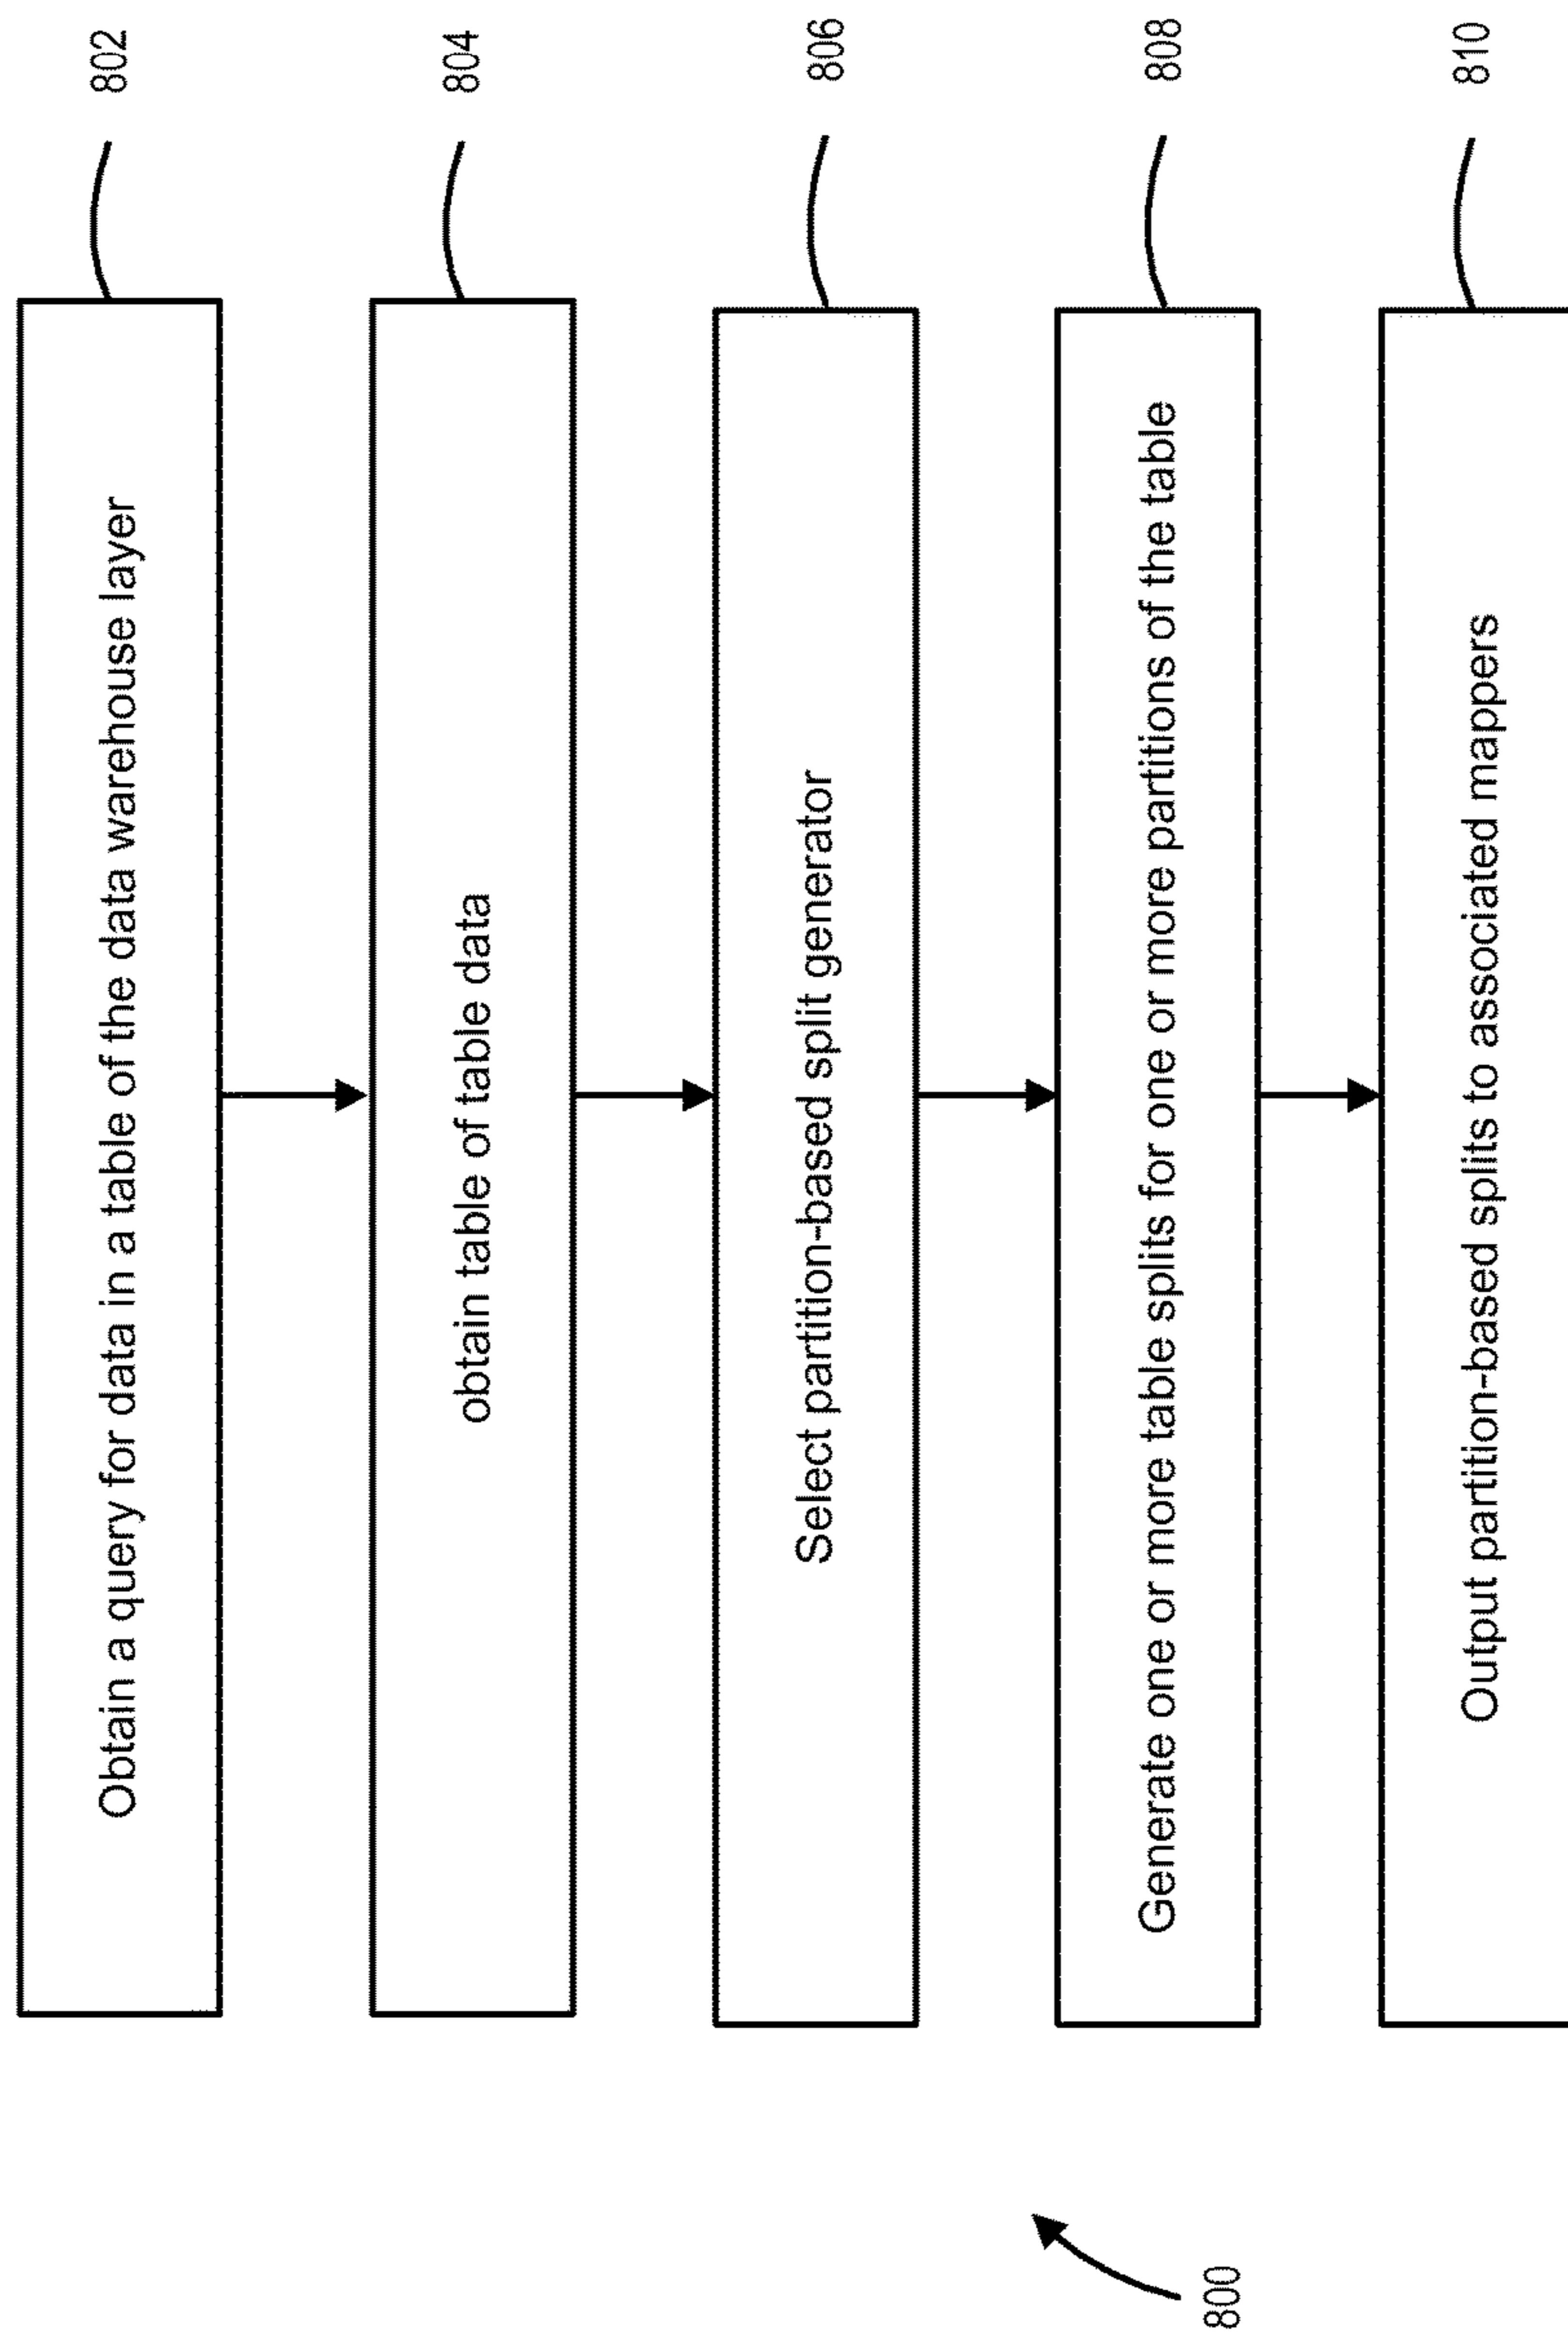 802
Obtain a query for data in a table of the data warehouse layer
804
obtain table of table data
806
Select partition-based split generator
808
Generate one or more table splits for one or more partitions of the table
810
Output partition-based splits to associated mappers
800